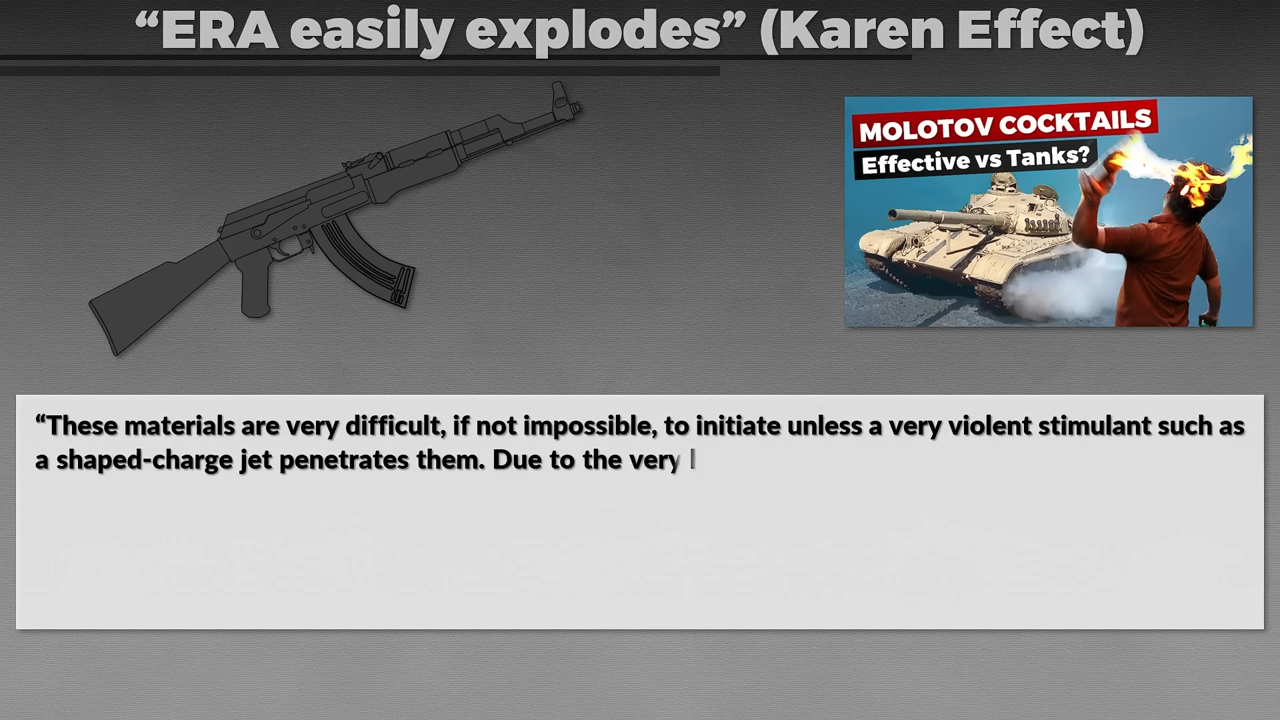 “ERA easily explodes” (Karen Effect)
MOLOTOV COCKTAILS
Effective vs Tanks?
“These materials are very difficult, if not impossible, to initiate unless a very violent stimulant such as
a shaped-charge jet penetrates them. Due to the very